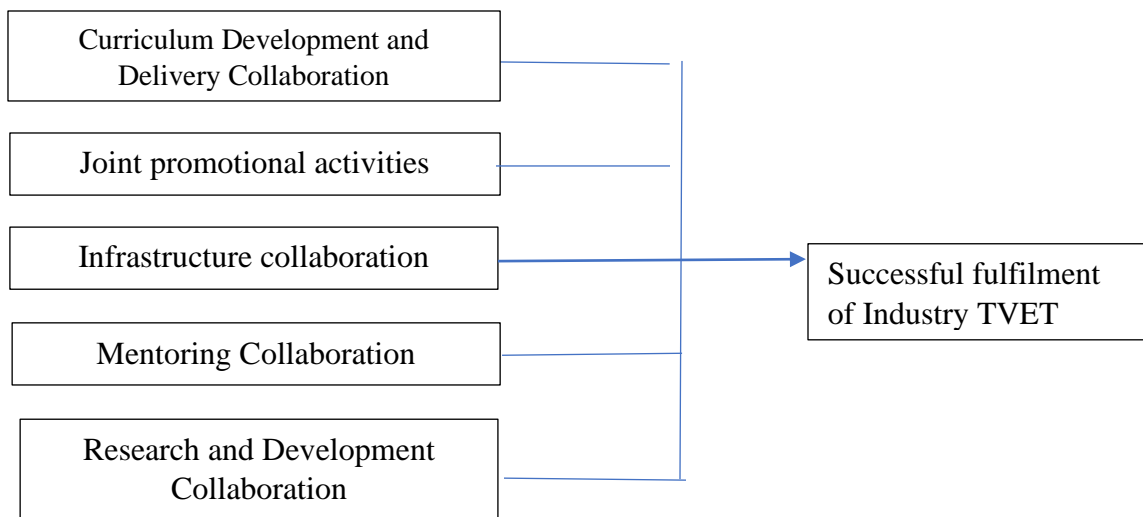 Curriculum Development and
Delivery Collaboration
Joint promotional activities
Infrastructure collaboration
Successful fulfilment
of Industry TVET
Mentoring Collaboration
Research and Development
Collaboration